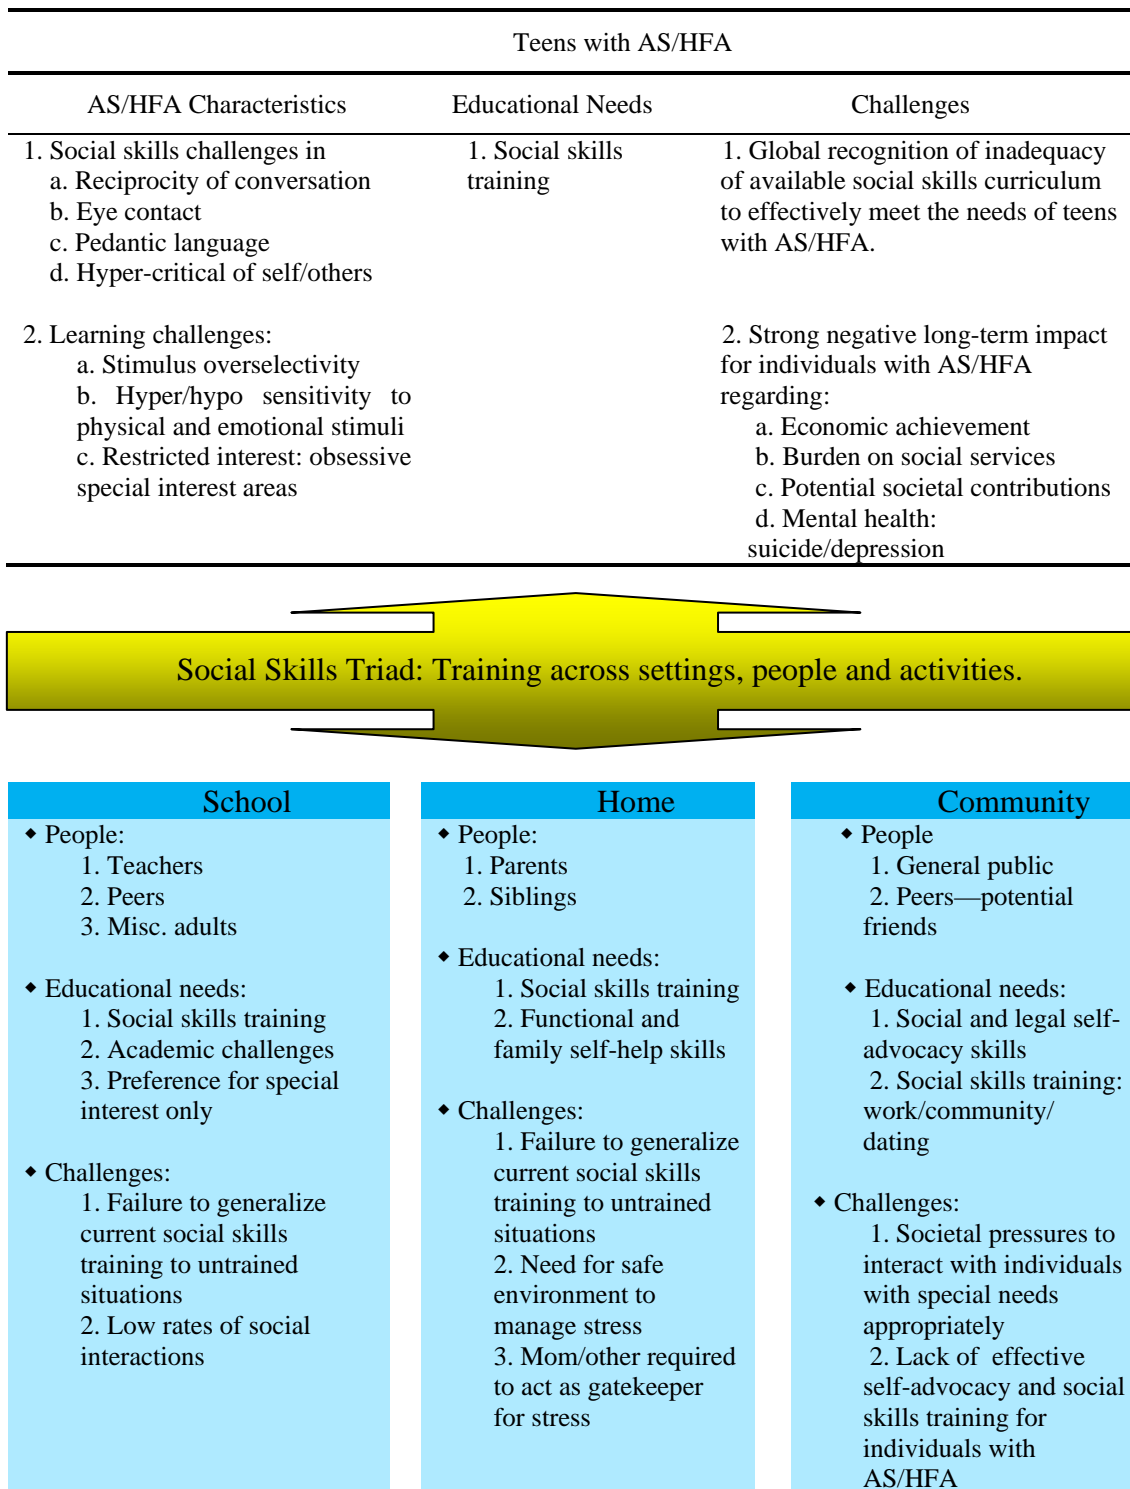 Teens with AS/HFA
AS/HFA Characteristics
Educational Needs
Challenges
1. Social skills challenges in
a. Reciprocity of conversation
b. Eye contact
c. Pedantic language
d. Hyper-critical of self/others
2. Learning challenges:
a. Stimulus overselectivity
b. Hyper/hypo sensitivity to
physical and emotional stimuli
c. Restricted interest: obsessive
special interest areas
1. Social skills
training
1. Global recognition of inadequacy
of available social skills curriculum
to effectively meet the needs of teens
with AS/HFA.
2. Strong negative long-term impact
for individuals with AS/HFA
regarding:
a. Economic achievement
b. Burden on social services
c. Potential societal contributions
d. Mental health:
suicide/depression
Social Skills Triad: Training across settings, people and activities.
School
◆ People:
1. Teachers
2. Peers
3. Misc. adults
◆ Educational needs:
1. Social skills training
2. Academic challenges
3. Preference for special
interest only
◆ Challenges:
1. Failure to generalize
current social skills
training to untrained
situations
2. Low rates of social
interactions
Home
◆ People:
1. Parents
2. Siblings
◆ Educational needs:
1. Social skills training
2. Functional and
family self-help skills
◆ Challenges:
1. Failure to generalize
current social skills
training to untrained
situations
2. Need for safe
environment to
manage stress
3. Mom/other required
to act as gatekeeper
for stress
Community
◆ People
1. General public
2. Peers—potential
friends
◆ Educational needs:
1. Social and legal self-
advocacy skills
2. Social skills training:
work/community/
dating
◆ Challenges:
1. Societal pressures to
interact with individuals
with special needs
appropriately
2. Lack of effective
self-advocacy and social
skills training for
individuals with
AS/HFA